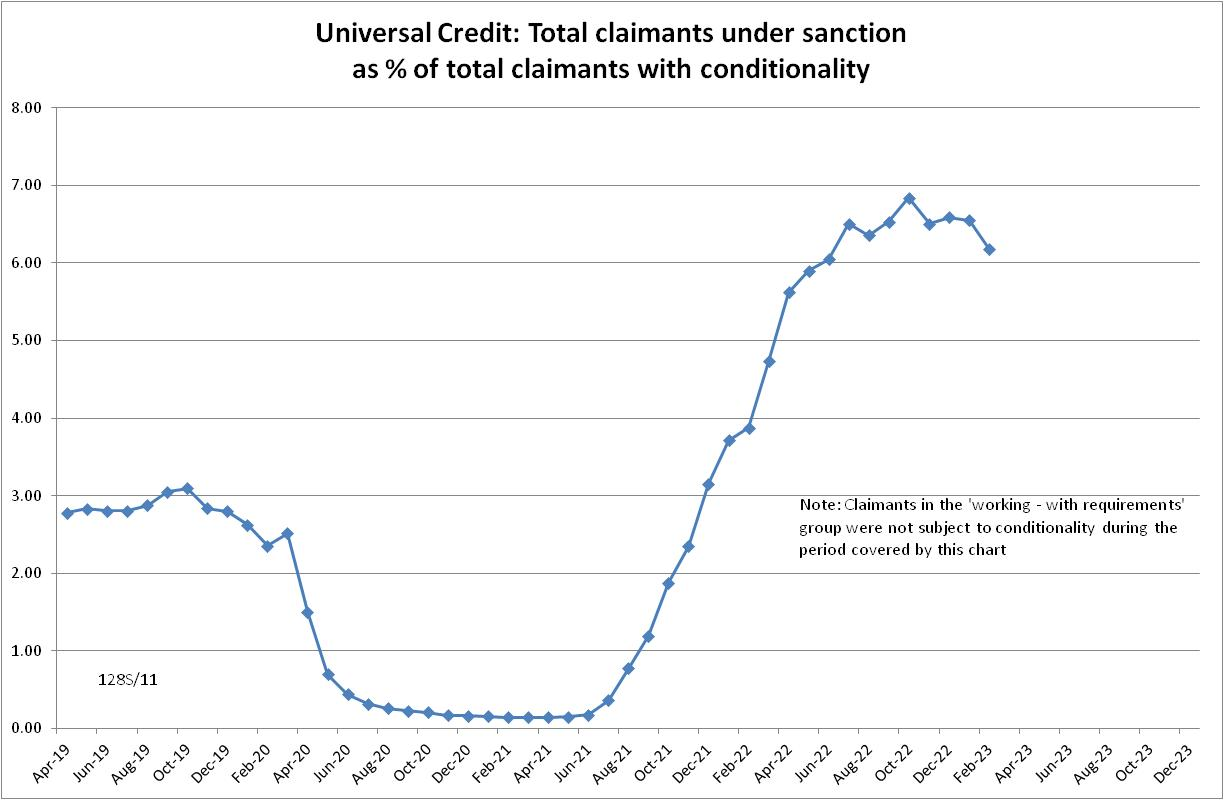 Universal Credit: Total claimants under sanction
as % of total claimants with conditionality
8.00
7.00
6.00
5.00
4.00
3.00
2.00
1.00
0.00
Note: Claimants in the 'working - with requirements'
group were not subject to conditionality during the
period covered by this chart
128S/11
Apr-19
Jun-19
Aug-19
Oct-19
Dec-19
Feb-20
Apr-20
Jun-20
Aug-20
Oct-20
Dec-20
Feb-21
Apr-21
Jun-21
Aug-21
Oct-21
Dec-21
Feb-22
Apr-22
Jun-22
Aug-22
Oct-22
Dec-22
Feb-23
Apr-23
Jun-23
Aug-23
Oct-23
Dec-23